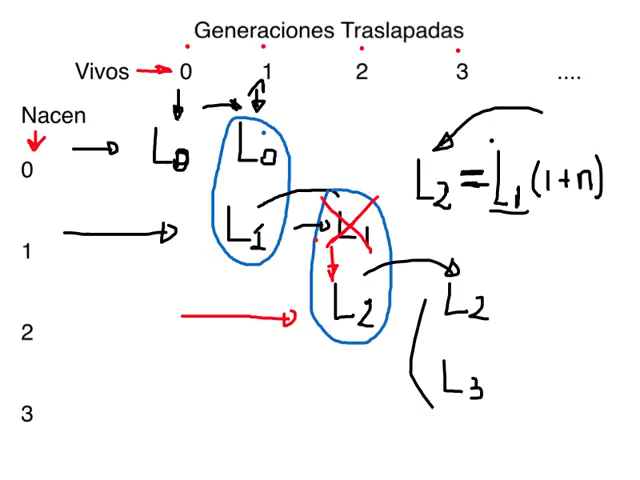 Generaciones Traslapadas
Vivos 0 1 2 3 ....
Nacen
0 L0 L0
L2 = L1 (1+n)
1 L1 L1
2 L2 L2
L3
3